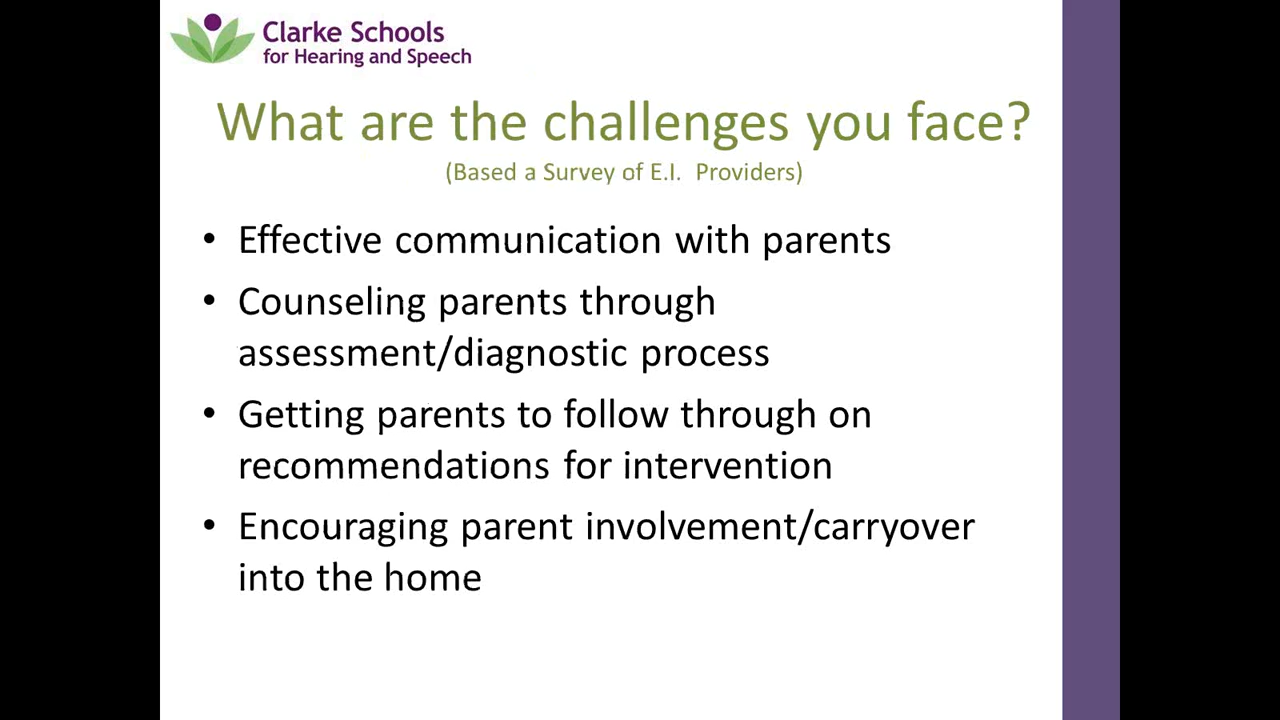 Clarke Schools
for Hearing and Speech
What are the challenges you face?
(Based a Survey of E.I.  Providers)
• Effective communication with parents
• Counseling parents through
assessment/diagnostic process
• Getting parents to follow through on
recommendations for intervention
• Encouraging parent involvement/carryover
into the home